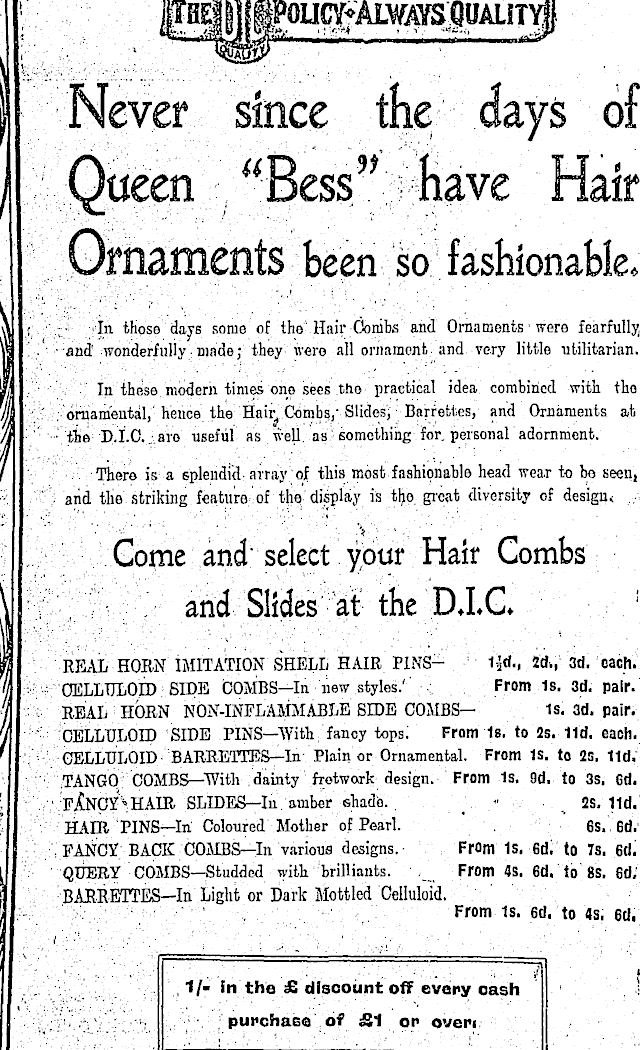 THE DIC POLICY·ALWAYS QUALITY
QUALITY
Never since the days of
Queen "Bess" have Hair
Ornaments been so fashionable.
In those days some of the Hair Combs and Ornaments were fearfully
and wonderfully made; they were all ornament and very little utilitarian.
In these modern times one sees the practical idea combined with the
ornamental, hence the Hair Combs, Slides, Barrettes, and Ornaments at
the D.I.C. are useful as well as something for personal adornment.
There is a splendid array of this most fashionable head wear to be seen,
and the striking feature of the display is the great diversity of design.
Come and select your Hair Combs
and Slides at the D.I.C.
REAL HORN IMITATION SHELL HAIR PINS— 1½d., 2d., 3d. each.
CELLULOID SIDE COMBS—In new styles. From 1s. 3d. pair.
REAL HORN NON-INFLAMMABLE SIDE COMBS— 1s. 3d. pair.
CELLULOID SIDE PINS—With fancy tops. From 1s. to 2s. 11d. each.
CELLULOID BARRETTES—In Plain or Ornamental. From 1s. to 2s. 11d.
TANGO COMBS—With dainty fretwork design. From 1s. 9d. to 3s. 6d.
FANCY HAIR SLIDES—In amber shade. 2s. 11d.
HAIR PINS—In Coloured Mother of Pearl. 6s. 6d.
FANCY BACK COMBS—In various designs. From 1s. 6d. to 7s. 6d.
QUERY COMBS—Studded with brilliants. From 4s. 6d. to 8s. 6d.
BARRETTES—In Light or Dark Mottled Celluloid.
From 1s. 6d. to 4s. 6d.
1/- in the £ discount off every cash
purchase of £1 or over.